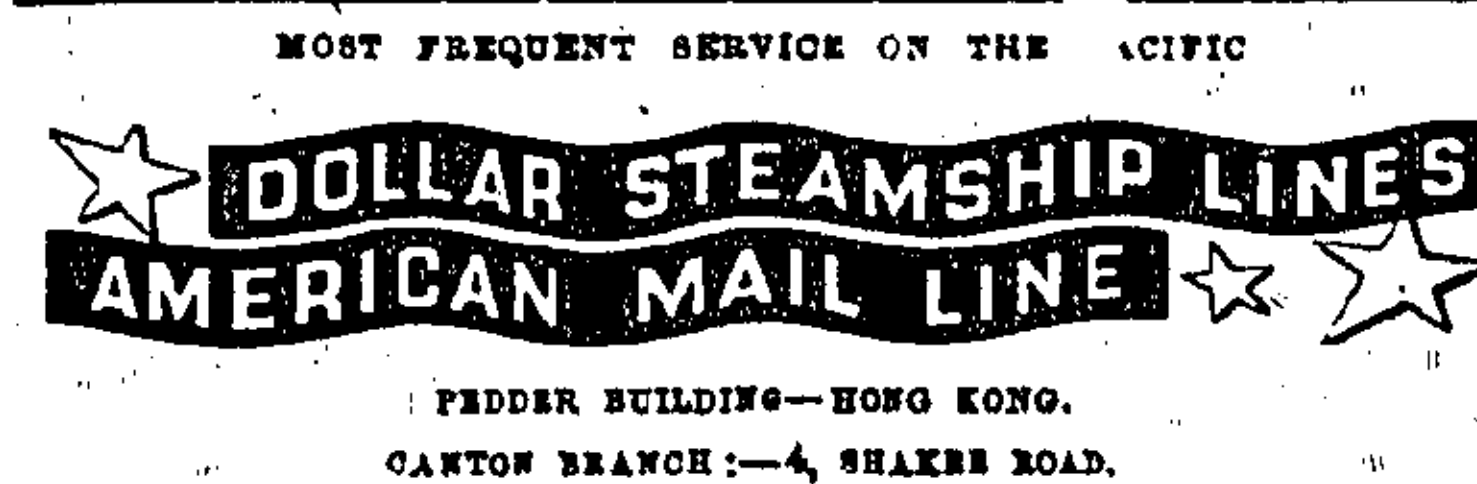 MOST FREQUENT SERVICE ON THE ACIFIC
DOLLAR STEAMSHIP LINES
AMERICAN MAIL LINE
PEDDER BUILDING—HONG KONG.
CANTON BRANCH:—4, SHAKEE ROAD.